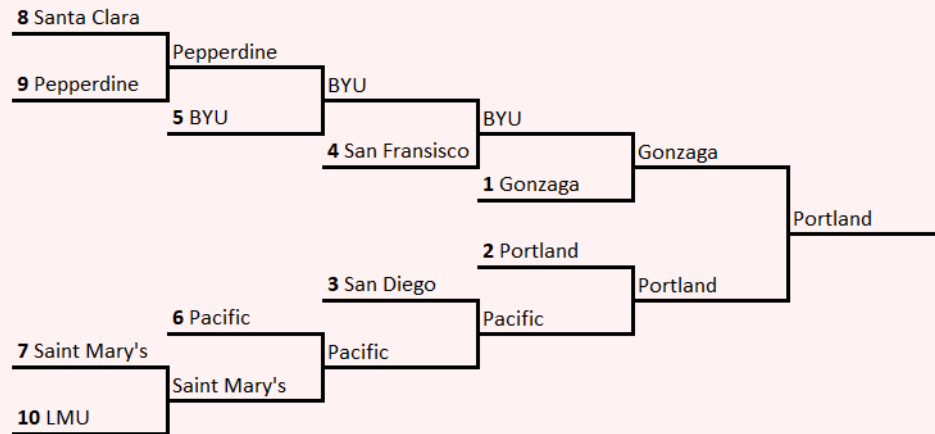 8 Santa Clara
Pepperdine
9 Pepperdine
BYU
5 BYU
BYU
4 San Fransisco
Gonzaga
1 Gonzaga
Portland
2 Portland
3 San Diego
Portland
6 Pacific
Pacific
7 Saint Mary's
Pacific
Saint Mary's
10 LMU